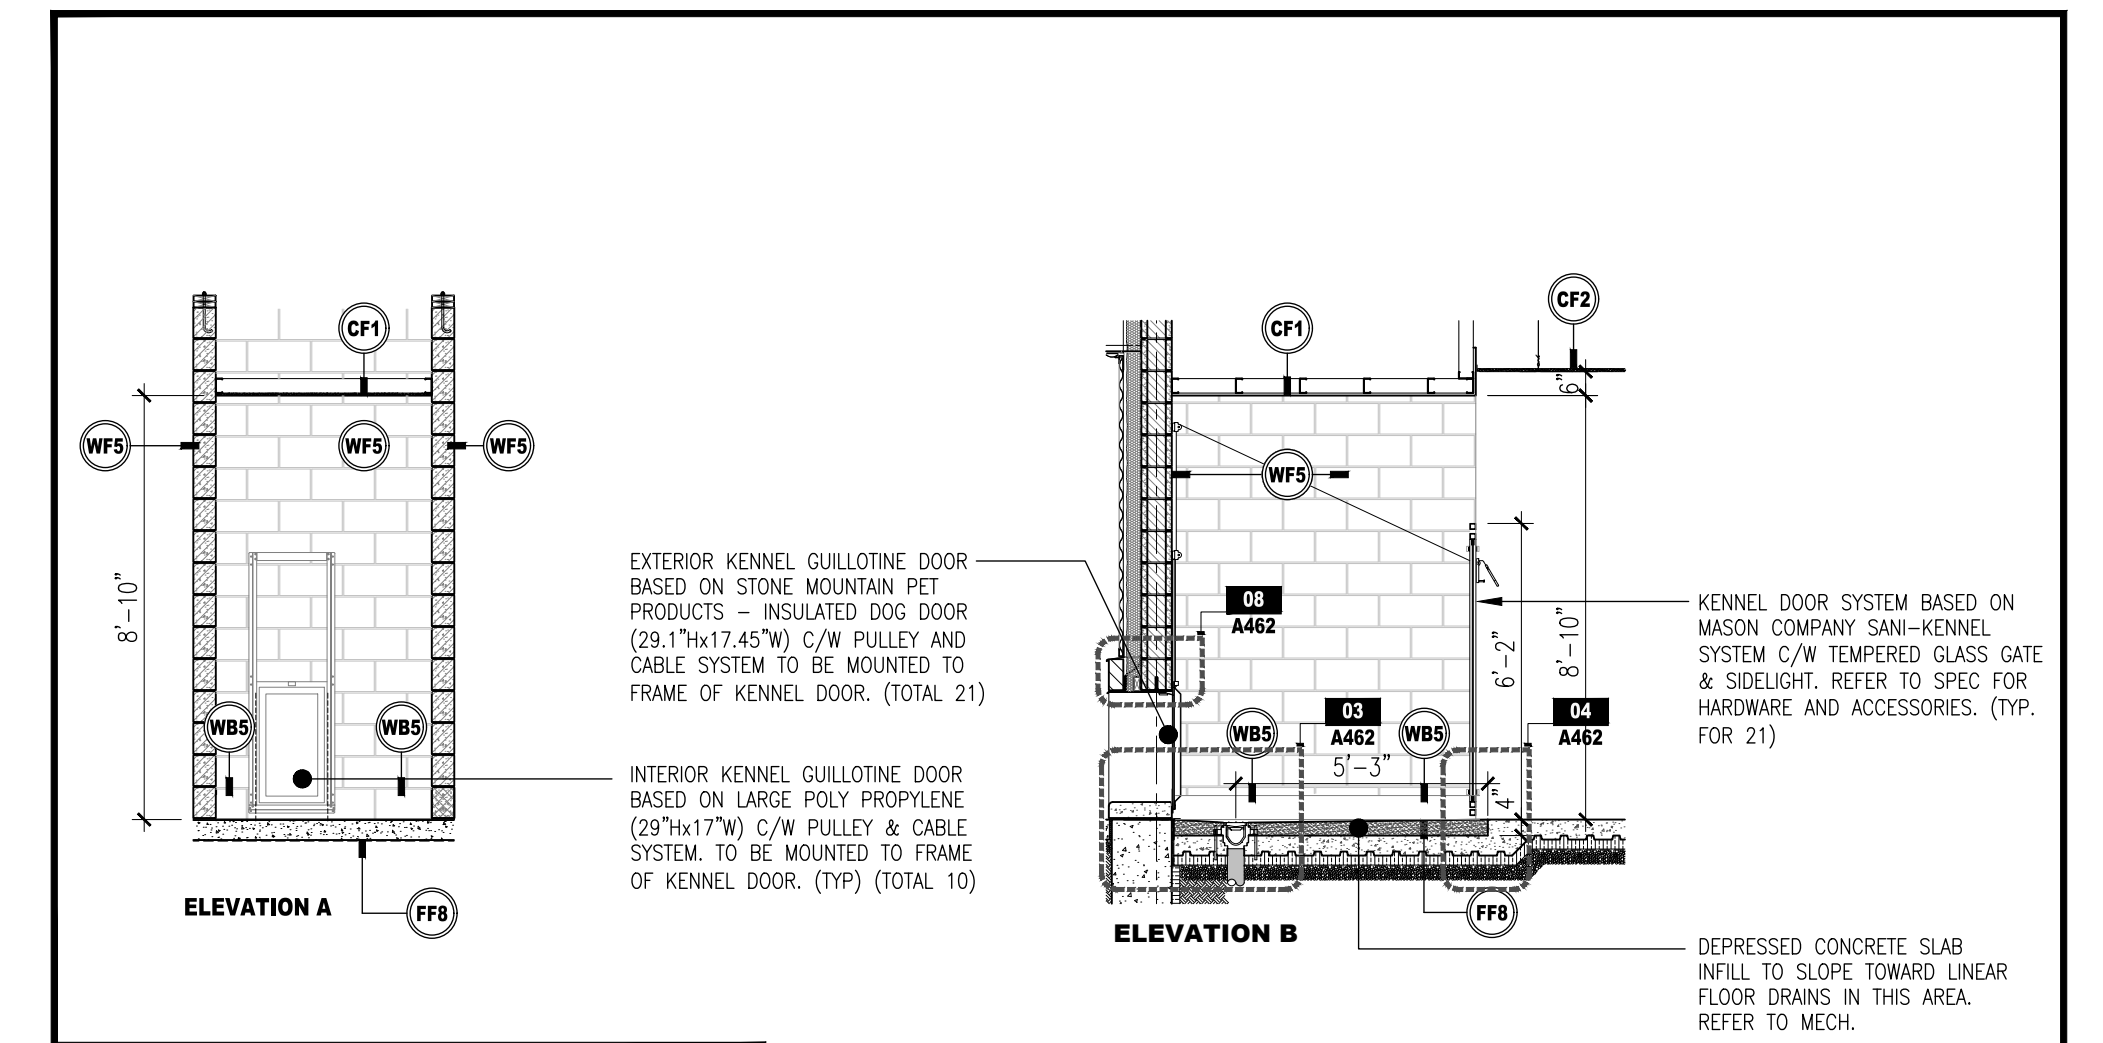 CF1
WF5
WF5
WF5
8'-10"
WB5
WB5
FF8
ELEVATION A
EXTERIOR KENNEL GUILLOTINE DOOR
BASED ON STONE MOUNTAIN PET
PRODUCTS – INSULATED DOG DOOR
(29.1"Hx17.45"W) C/W PULLEY AND
CABLE SYSTEM TO BE MOUNTED TO
FRAME OF KENNEL DOOR. (TOTAL 21)
INTERIOR KENNEL GUILLOTINE DOOR
BASED ON LARGE POLY PROPYLENE
(29"Hx17"W) C/W PULLEY & CABLE
SYSTEM. TO BE MOUNTED TO FRAME
OF KENNEL DOOR. (TYP) (TOTAL 10)
CF2
CF1
6"
WF5
08
A462
6'-2"
8'-10"
03
A462
04
A462
WB5
WB5
5'-3"
4"
FF8
ELEVATION B
KENNEL DOOR SYSTEM BASED ON
MASON COMPANY SANI-KENNEL
SYSTEM C/W TEMPERED GLASS GATE
& SIDELIGHT. REFER TO SPEC FOR
HARDWARE AND ACCESSORIES. (TYP.
FOR 21)
DEPRESSED CONCRETE SLAB
INFILL TO SLOPE TOWARD LINEAR
FLOOR DRAINS IN THIS AREA.
REFER TO MECH.